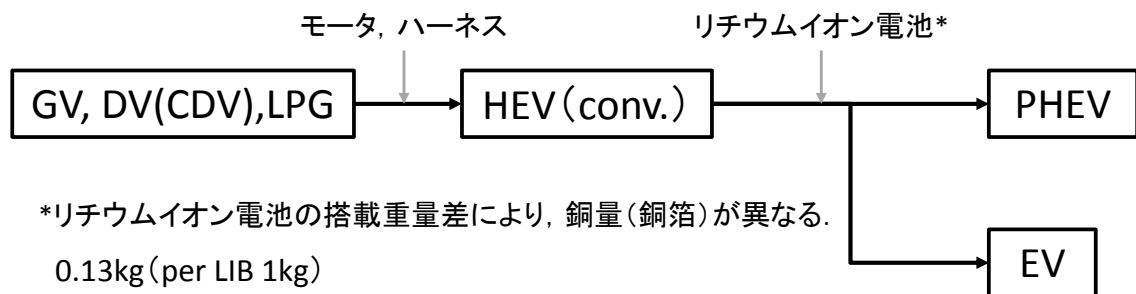 モータ，ハーネス
リチウムイオン電池*
GV, DV(CDV),LPG
HEV（conv.）
PHEV
*リチウムイオン電池の搭載重量差により，銅量（銅箔）が異なる．
0.13kg（per LIB 1kg）
EV